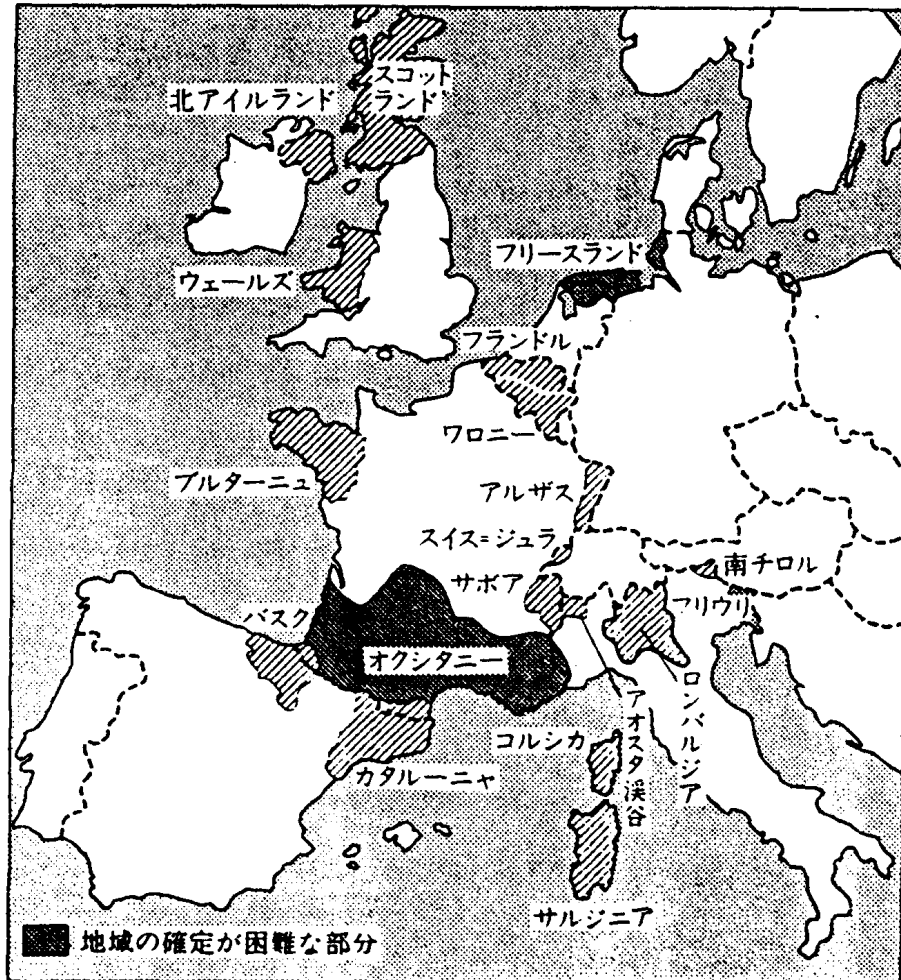 スコット
ランド
北アイルランド
フリースランド
ウェールズ
フランドル
ワロニー
ブルターニュ
アルザス
スイス=ジュラ
サボア
南チロル
フリウリ
バスク
オクシタニー
ロンバルジア
アオスタ渓谷
コルシカ
カタルーニャ
サルジニア
地域の確定が困難な部分